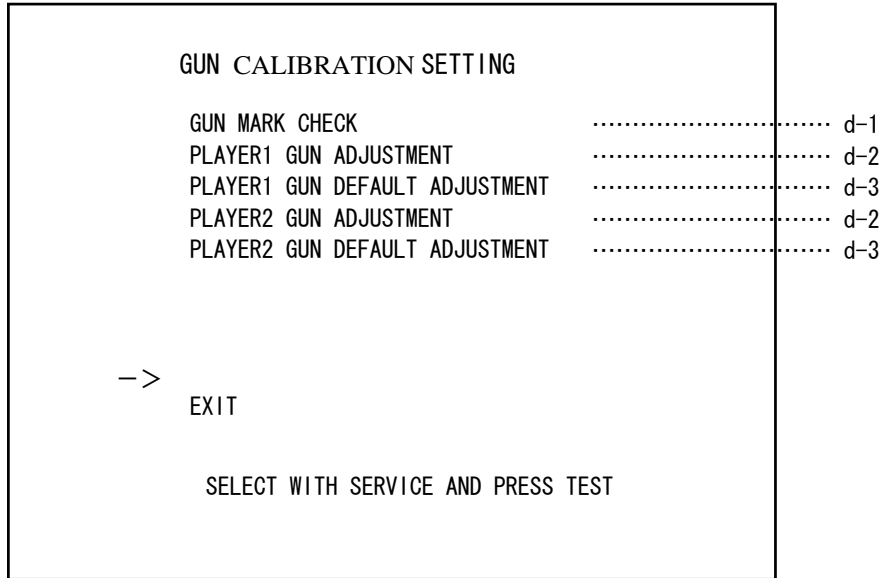 GUN CALIBRATION SETTING
GUN MARK CHECK ······························ d-1
PLAYER1 GUN ADJUSTMENT ······························ d-2
PLAYER1 GUN DEFAULT ADJUSTMENT ······························ d-3
PLAYER2 GUN ADJUSTMENT ······························ d-2
PLAYER2 GUN DEFAULT ADJUSTMENT ······························ d-3
->
EXIT
SELECT WITH SERVICE AND PRESS TEST